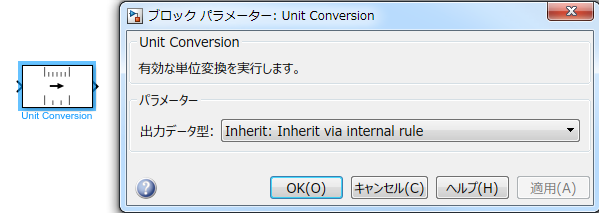 Unit Conversion
ブロック パラメーター: Unit Conversion
Unit Conversion
有効な単位変換を実行します。
パラメーター
出力データ型: Inherit: Inherit via internal rule
OK(O) キャンセル(C) ヘルプ(H) 適用(A)